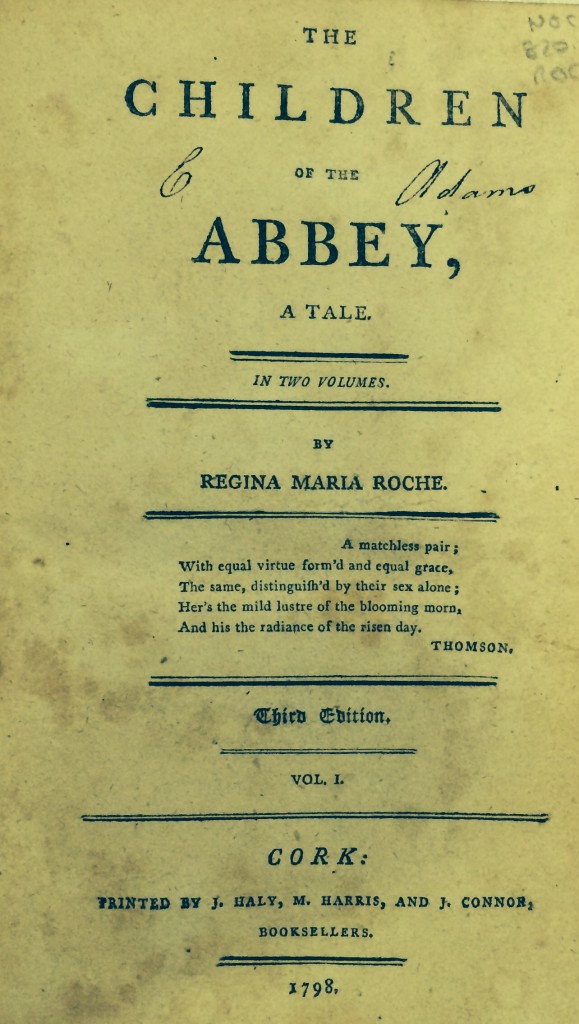 THE
CHILDREN
OF THE
E Adams
ABBEY,
A TALE.
IN TWO VOLUMES.
BY
REGINA MARIA ROCHE.
A matchless pair;
With equal virtue form'd and equal grace,
The same, distinguiſh'd by their sex alone;
Her's the mild lustre of the blooming morn,
And his the radiance of the risen day.
THOMSON.
Third Edition.
VOL. I.
CORK:
PRINTED BY J. HALY, M. HARRIS, AND J. CONNOR,
BOOKSELLERS.
1798.